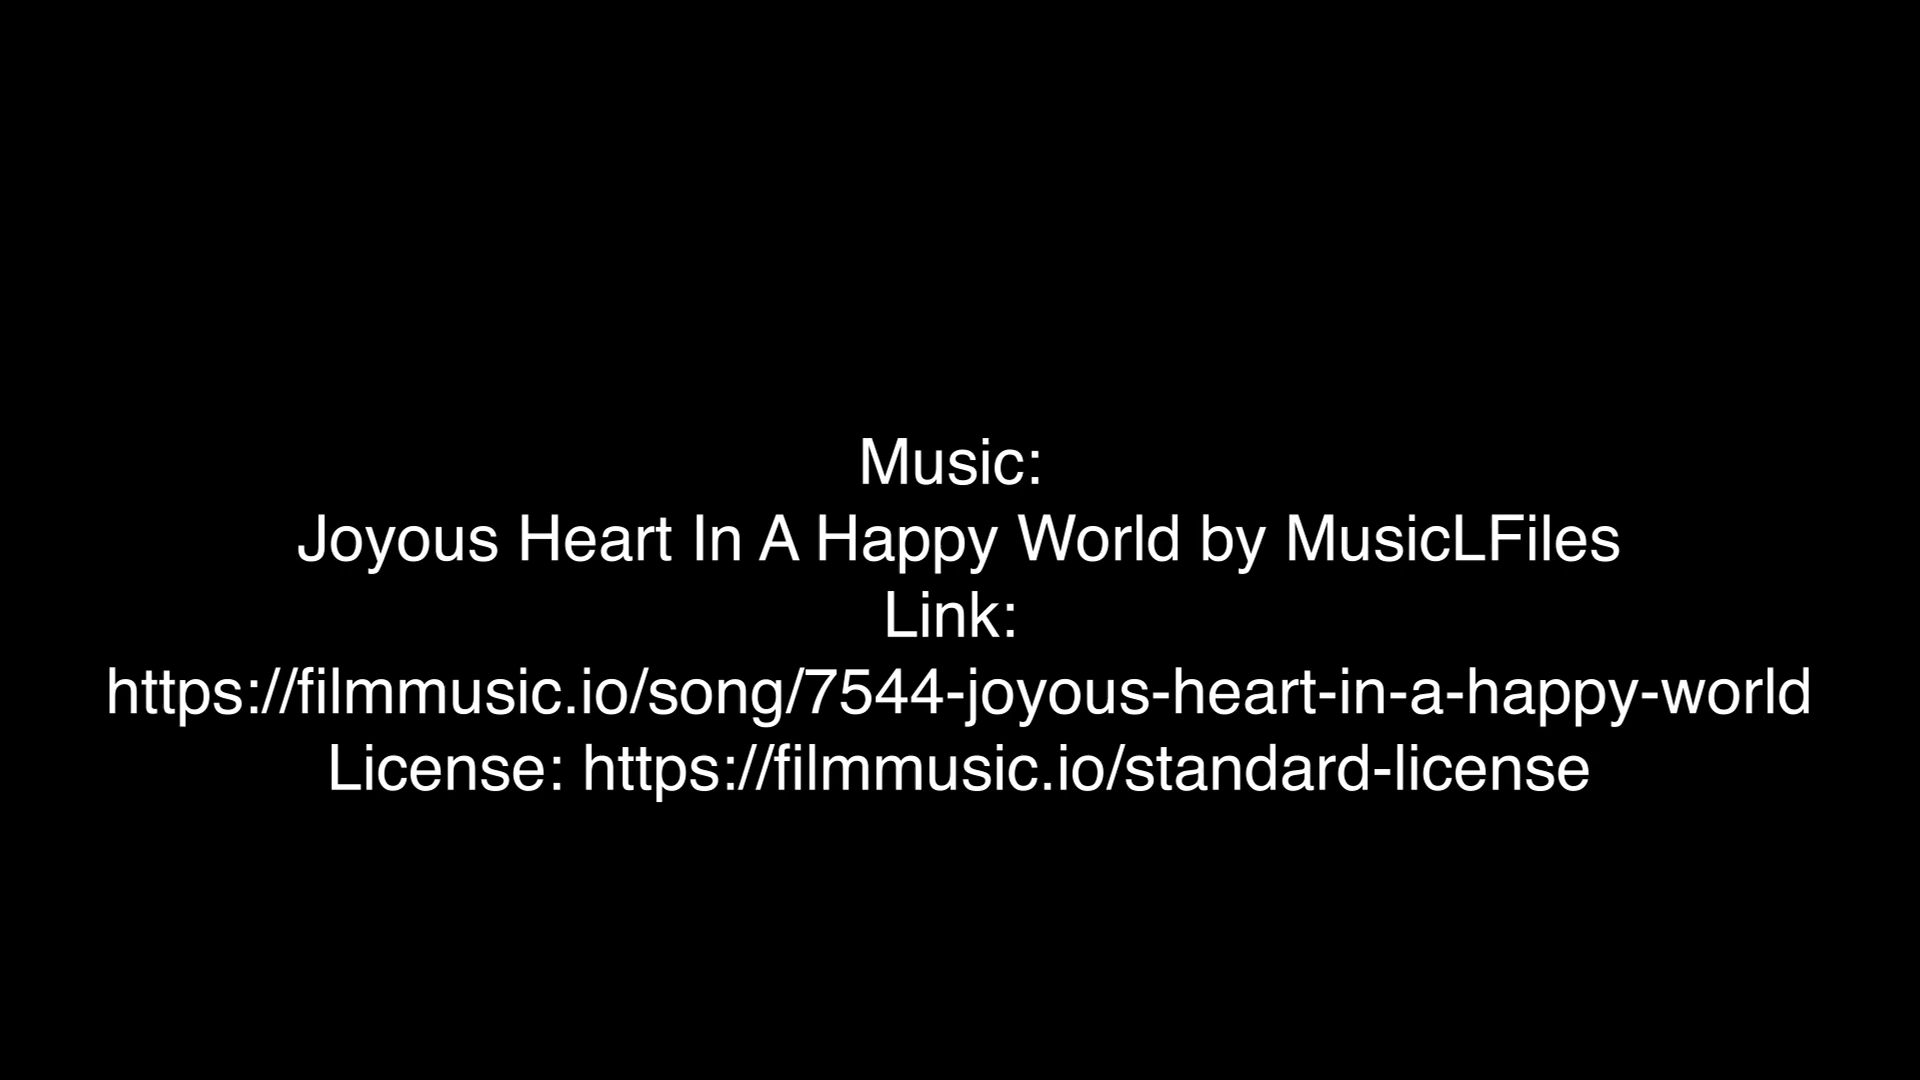 Music:
Joyous Heart In A Happy World by MusicLFiles
Link:
https://filmmusic.io/song/7544-joyous-heart-in-a-happy-world
License: https://filmmusic.io/standard-license